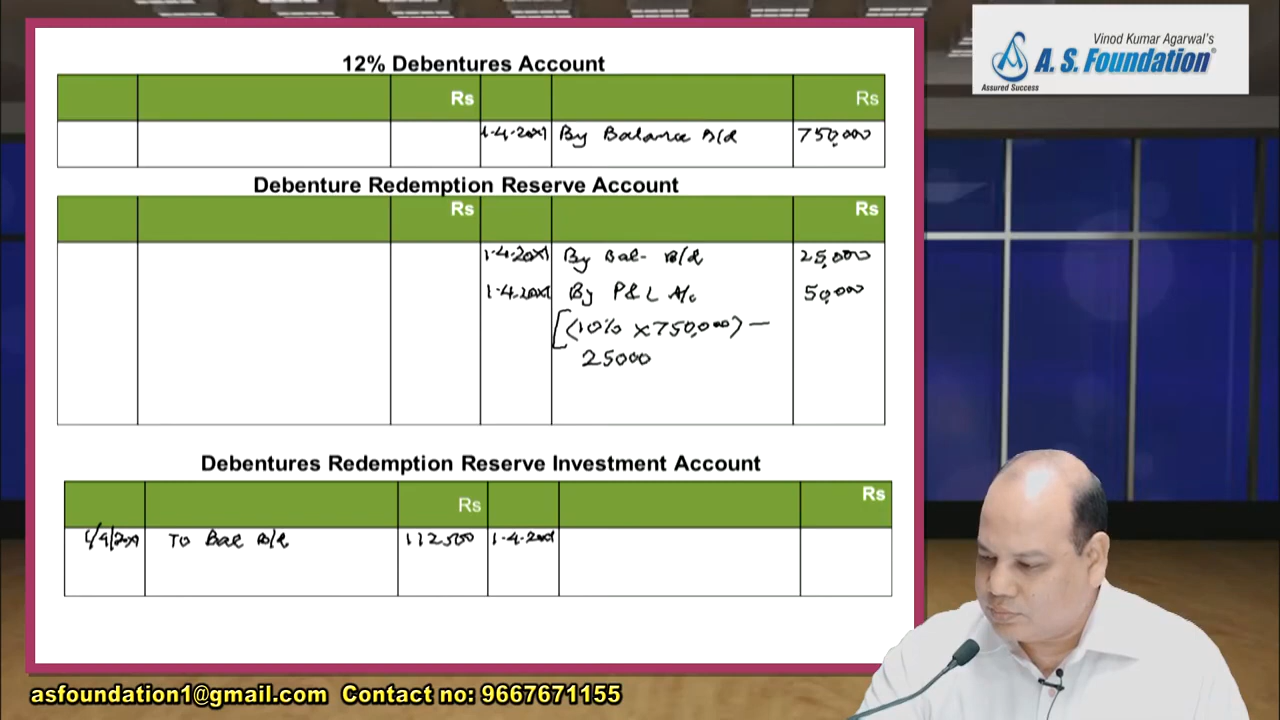 Vinod Kumar Agarwal's
A. S. Foundation®
Assured Success
12% Debentures Account
Rs Rs
1.4.20x1 By Balance B/d 750,000
Debenture Redemption Reserve Account
Rs Rs
1.4.20x1 By Bal- B/d 25,000
1.4.20x1 By P&L A/c 50,000
[(10% x 750,000) —
25000
Debentures Redemption Reserve Investment Account
Rs Rs
1/4/20x1 To Bal B/d 112500 1.4.20x1
asfoundation1@gmail.com Contact no: 9667671155